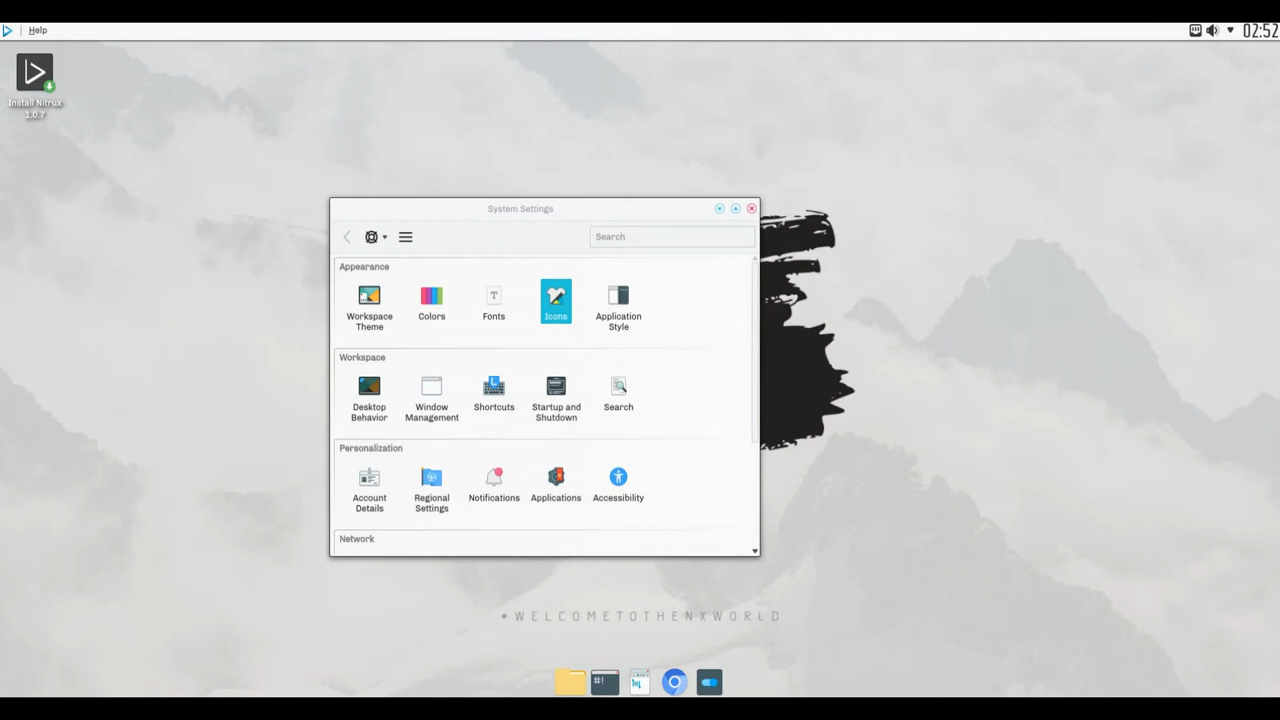 Help
02:52
Install Nitrux
1.0.7
System Settings
Search
Appearance
Workspace
Theme
Colors
Fonts
Icons
Application
Style
Workspace
Desktop
Behavior
Window
Management
Shortcuts
Startup and
Shutdown
Search
Personalization
Account
Details
Regional
Settings
Notifications
Applications
Accessibility
Network
WELCOMETOTHENXWORLD
#!